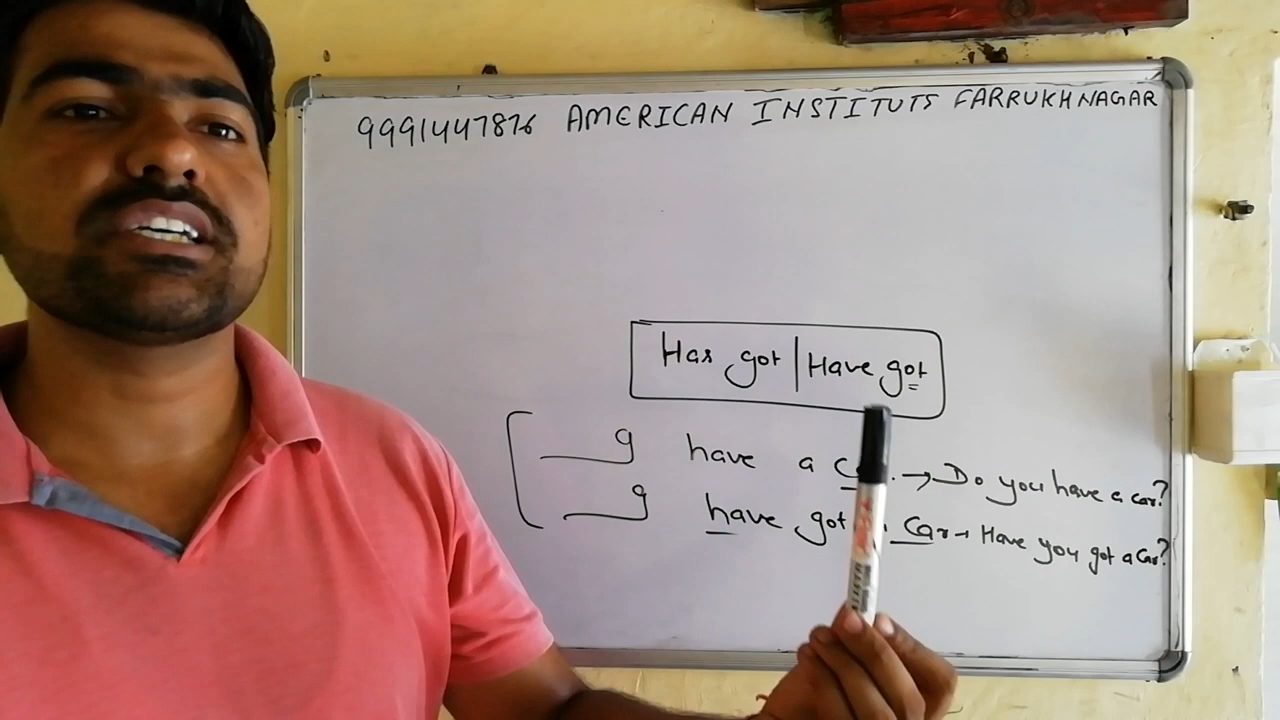 9991447876 AMERICAN INSTITUTS FARRUKHNAGAR
Has got | Have got
I have a . → Do you have a car?
I have got Car → Have you got a Car?